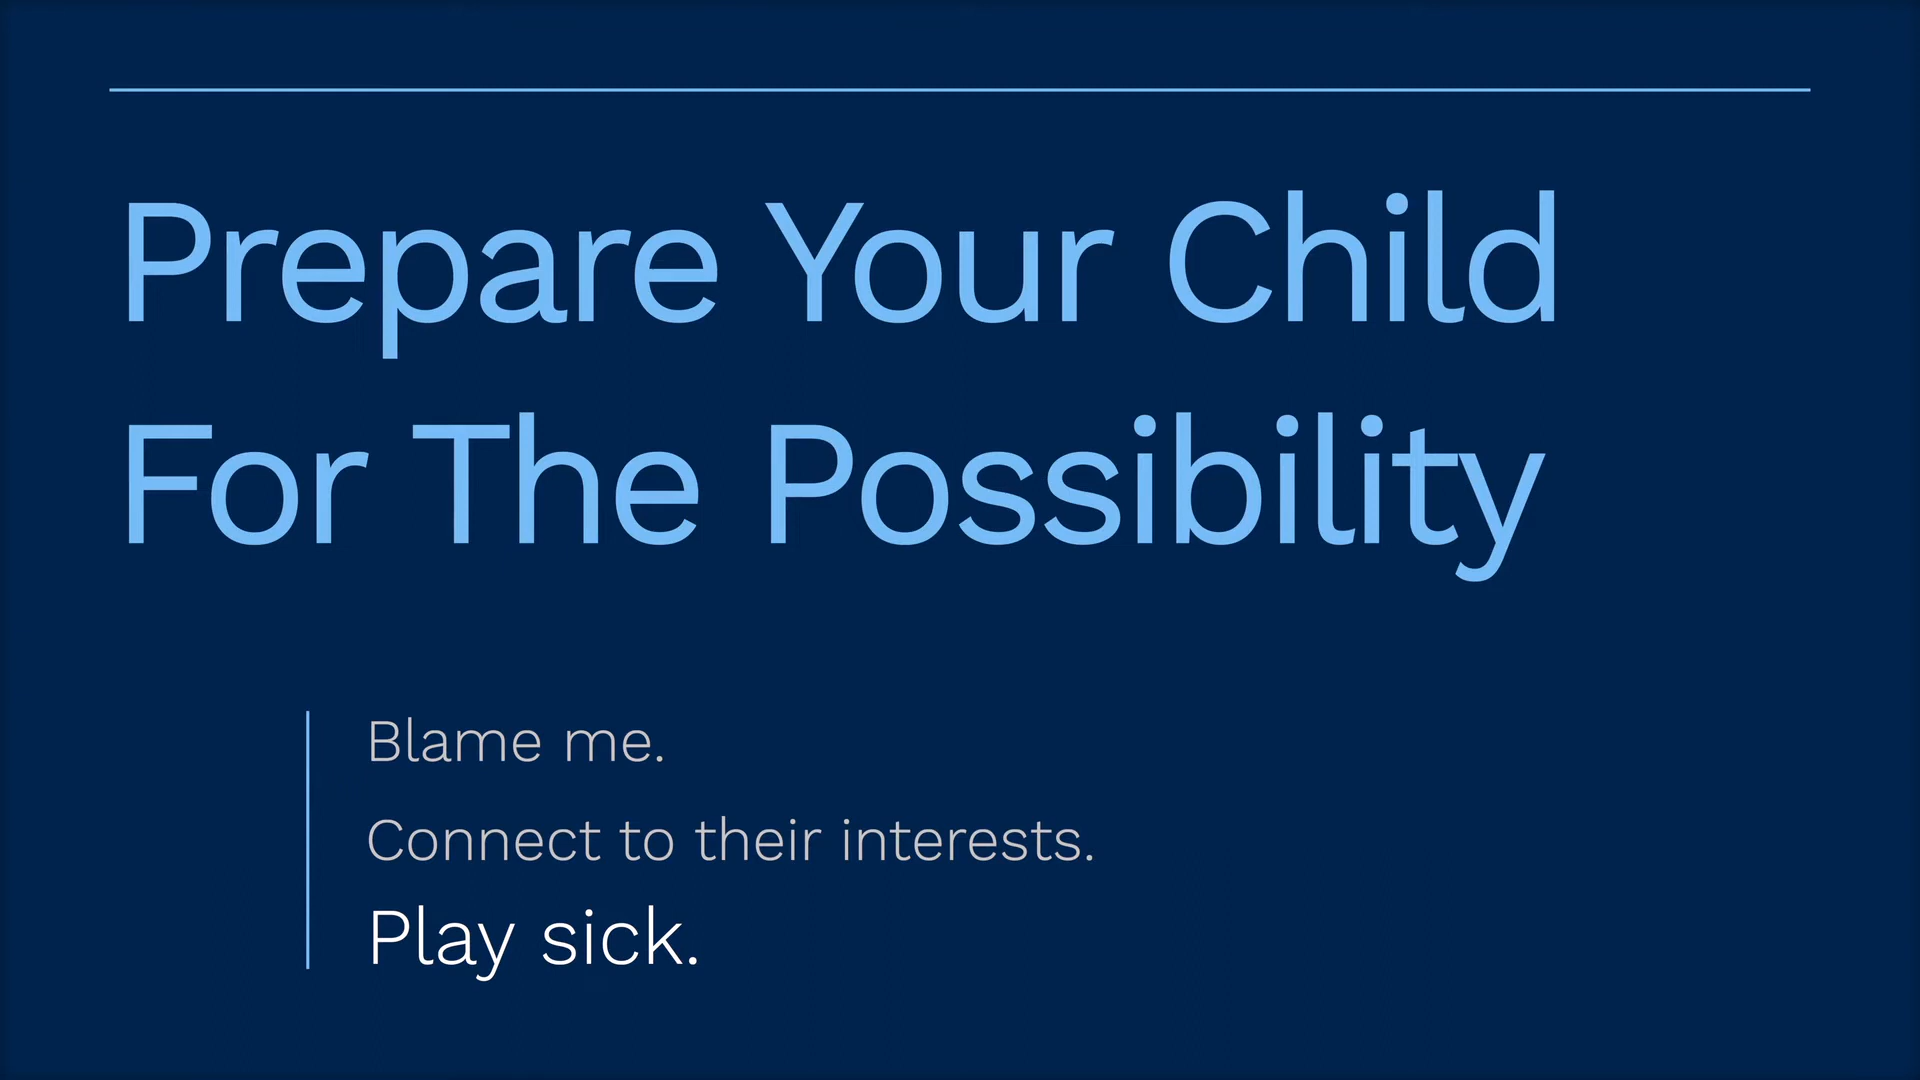 Prepare Your Child
For The Possibility
Blame me.
Connect to their interests.
Play sick.